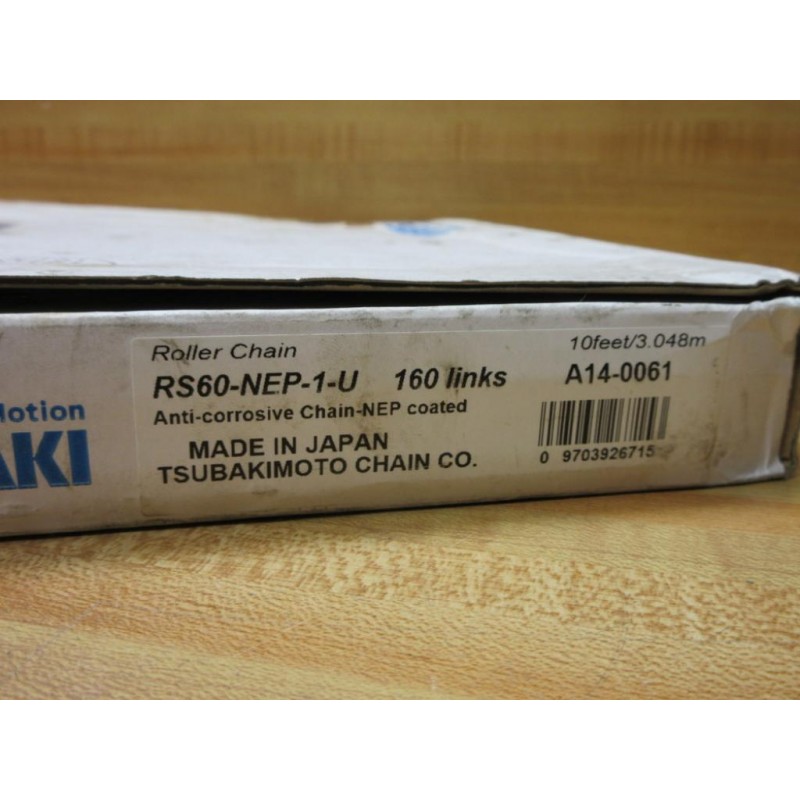 Roller Chain
10feet/3.048m
RS60-NEP-1-U 160 links
A14-0061
Anti-corrosive Chain-NEP coated
MADE IN JAPAN
TSUBAKIMOTO CHAIN CO.
0 9703926715
Motion
AKI